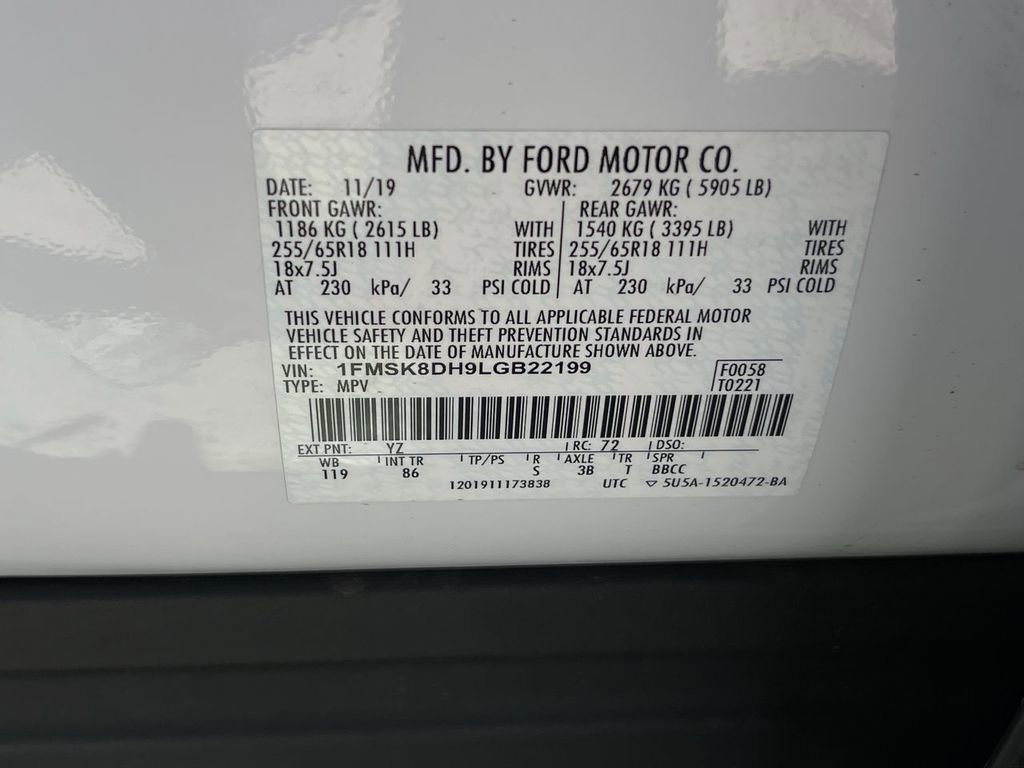 MFD. BY FORD MOTOR CO.
DATE: 11/19 GVWR: 2679 KG ( 5905 LB)
FRONT GAWR: REAR GAWR:
1186 KG ( 2615 LB) WITH 1540 KG ( 3395 LB) WITH
255/65R18 111H TIRES 255/65R18 111H TIRES
18x7.5J RIMS 18x7.5J RIMS
AT 230 kPa/ 33 PSI COLD AT 230 kPa/ 33 PSI COLD
THIS VEHICLE CONFORMS TO ALL APPLICABLE FEDERAL MOTOR
VEHICLE SAFETY AND THEFT PREVENTION STANDARDS IN
EFFECT ON THE DATE OF MANUFACTURE SHOWN ABOVE.
VIN: 1FMSK8DH9LGB22199 F0058
TYPE: MPV T0221
EXT PNT: YZ RC: 72 DSO:
WB INT TR TP/PS R AXLE TR SPR
119 86 S 3B T BBCC
1201911173838 UTC ▽ 5U5A-1520472-BA